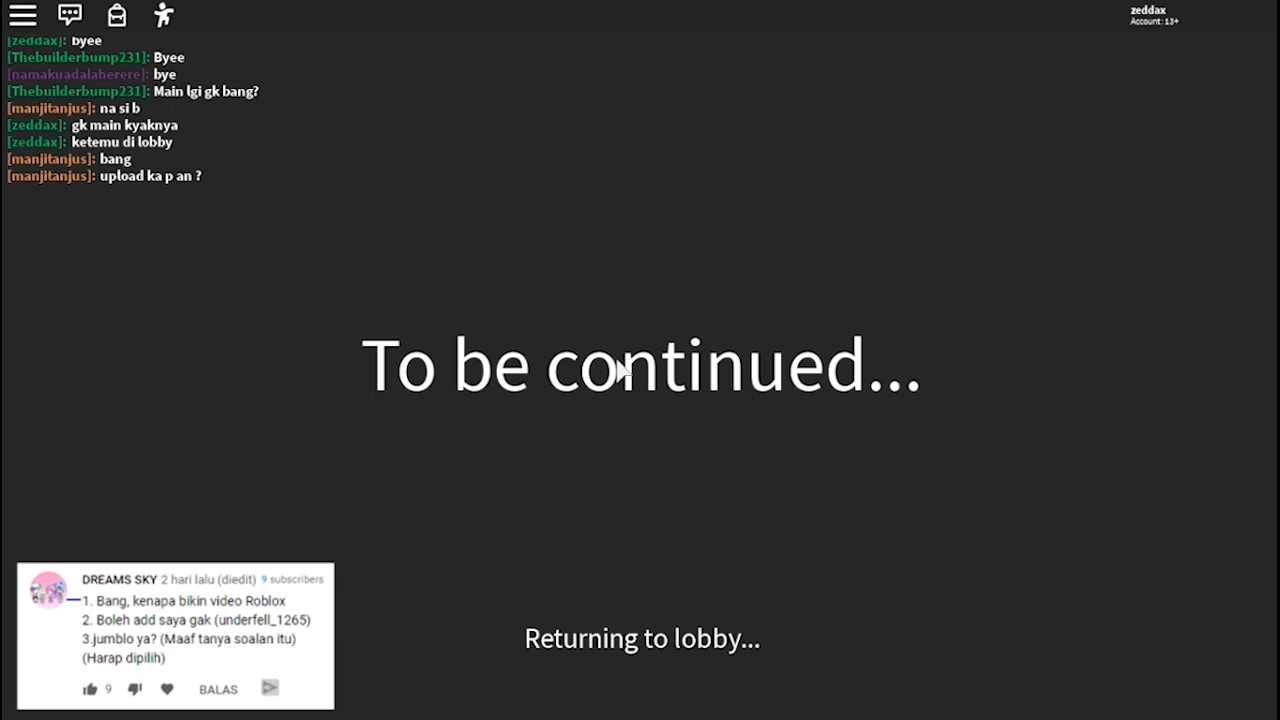 zeddax
Account: 13+
[zeddax]: byee
[Thebuilderbump231]: Byee
[namakuadalaherere]: bye
[Thebuilderbump231]: Main lgi gk bang?
[manjitanjus]: na si b
[zeddax]: gk main kyaknya
[zeddax]: ketemu di lobby
[manjitanjus]: bang
[manjitanjus]: upload ka p an ?
To be continued...
DREAMS SKY 2 hari lalu (diedit) 9 subscribers
1. Bang, kenapa bikin video Roblox
2. Boleh add saya gak (underfell_1265)
3.jumblo ya? (Maaf tanya soalan itu)
(Harap dipilih)
9 BALAS
Returning to lobby...